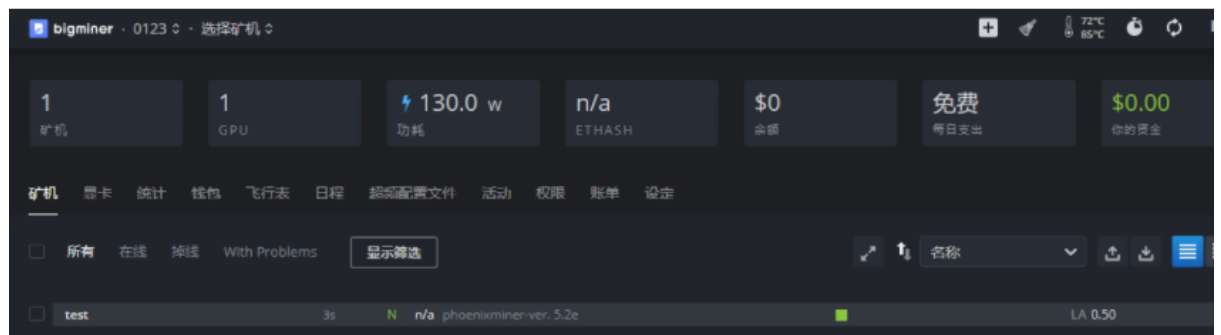 bigminer · 0123 · 选择矿机 72°C
85°C
1 1 130.0 w n/a $0 免费 $0.00
矿机 GPU 功耗 ETHASH 余额 每日支出 你的资金
矿机 显卡 统计 钱包 飞行表 日程 超频配置文件 活动 权限 账单 设定
所有 在线 掉线 With Problems 显示筛选 名称
test 3s N n/a phoenixminer-ver. 5.2e LA 0.50